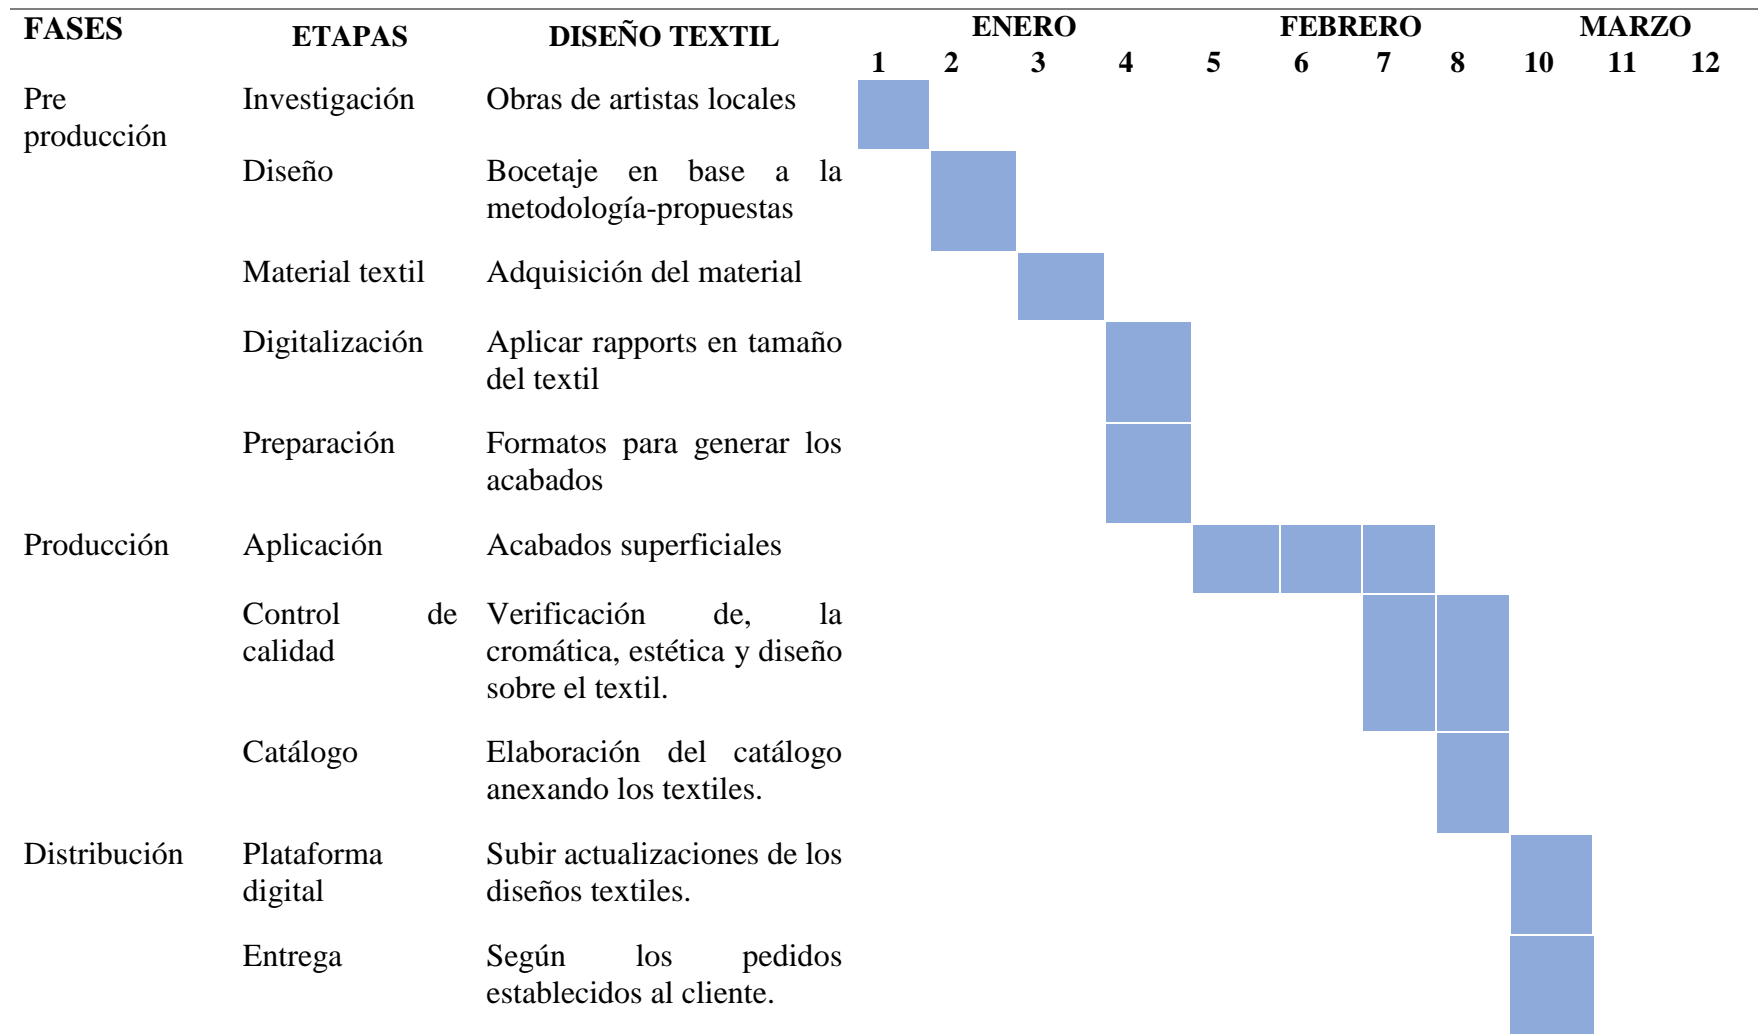 FASES ETAPAS DISEÑO TEXTIL ENERO FEBRERO MARZO
1 2 3 4 5 6 7 8 10 11 12
Pre
producción
Investigación
Obras de artistas locales
Diseño
Bocetaje en base a la
metodología-propuestas
Material textil
Adquisición del material
Digitalización
Aplicar rapports en tamaño
del textil
Preparación
Formatos para generar los
acabados
Producción
Aplicación
Acabados superficiales
Control de
calidad
Verificación de, la
cromática, estética y diseño
sobre el textil.
Catálogo
Elaboración del catálogo
anexando los textiles.
Distribución
Plataforma
digital
Subir actualizaciones de los
diseños textiles.
Entrega
Según los pedidos
establecidos al cliente.